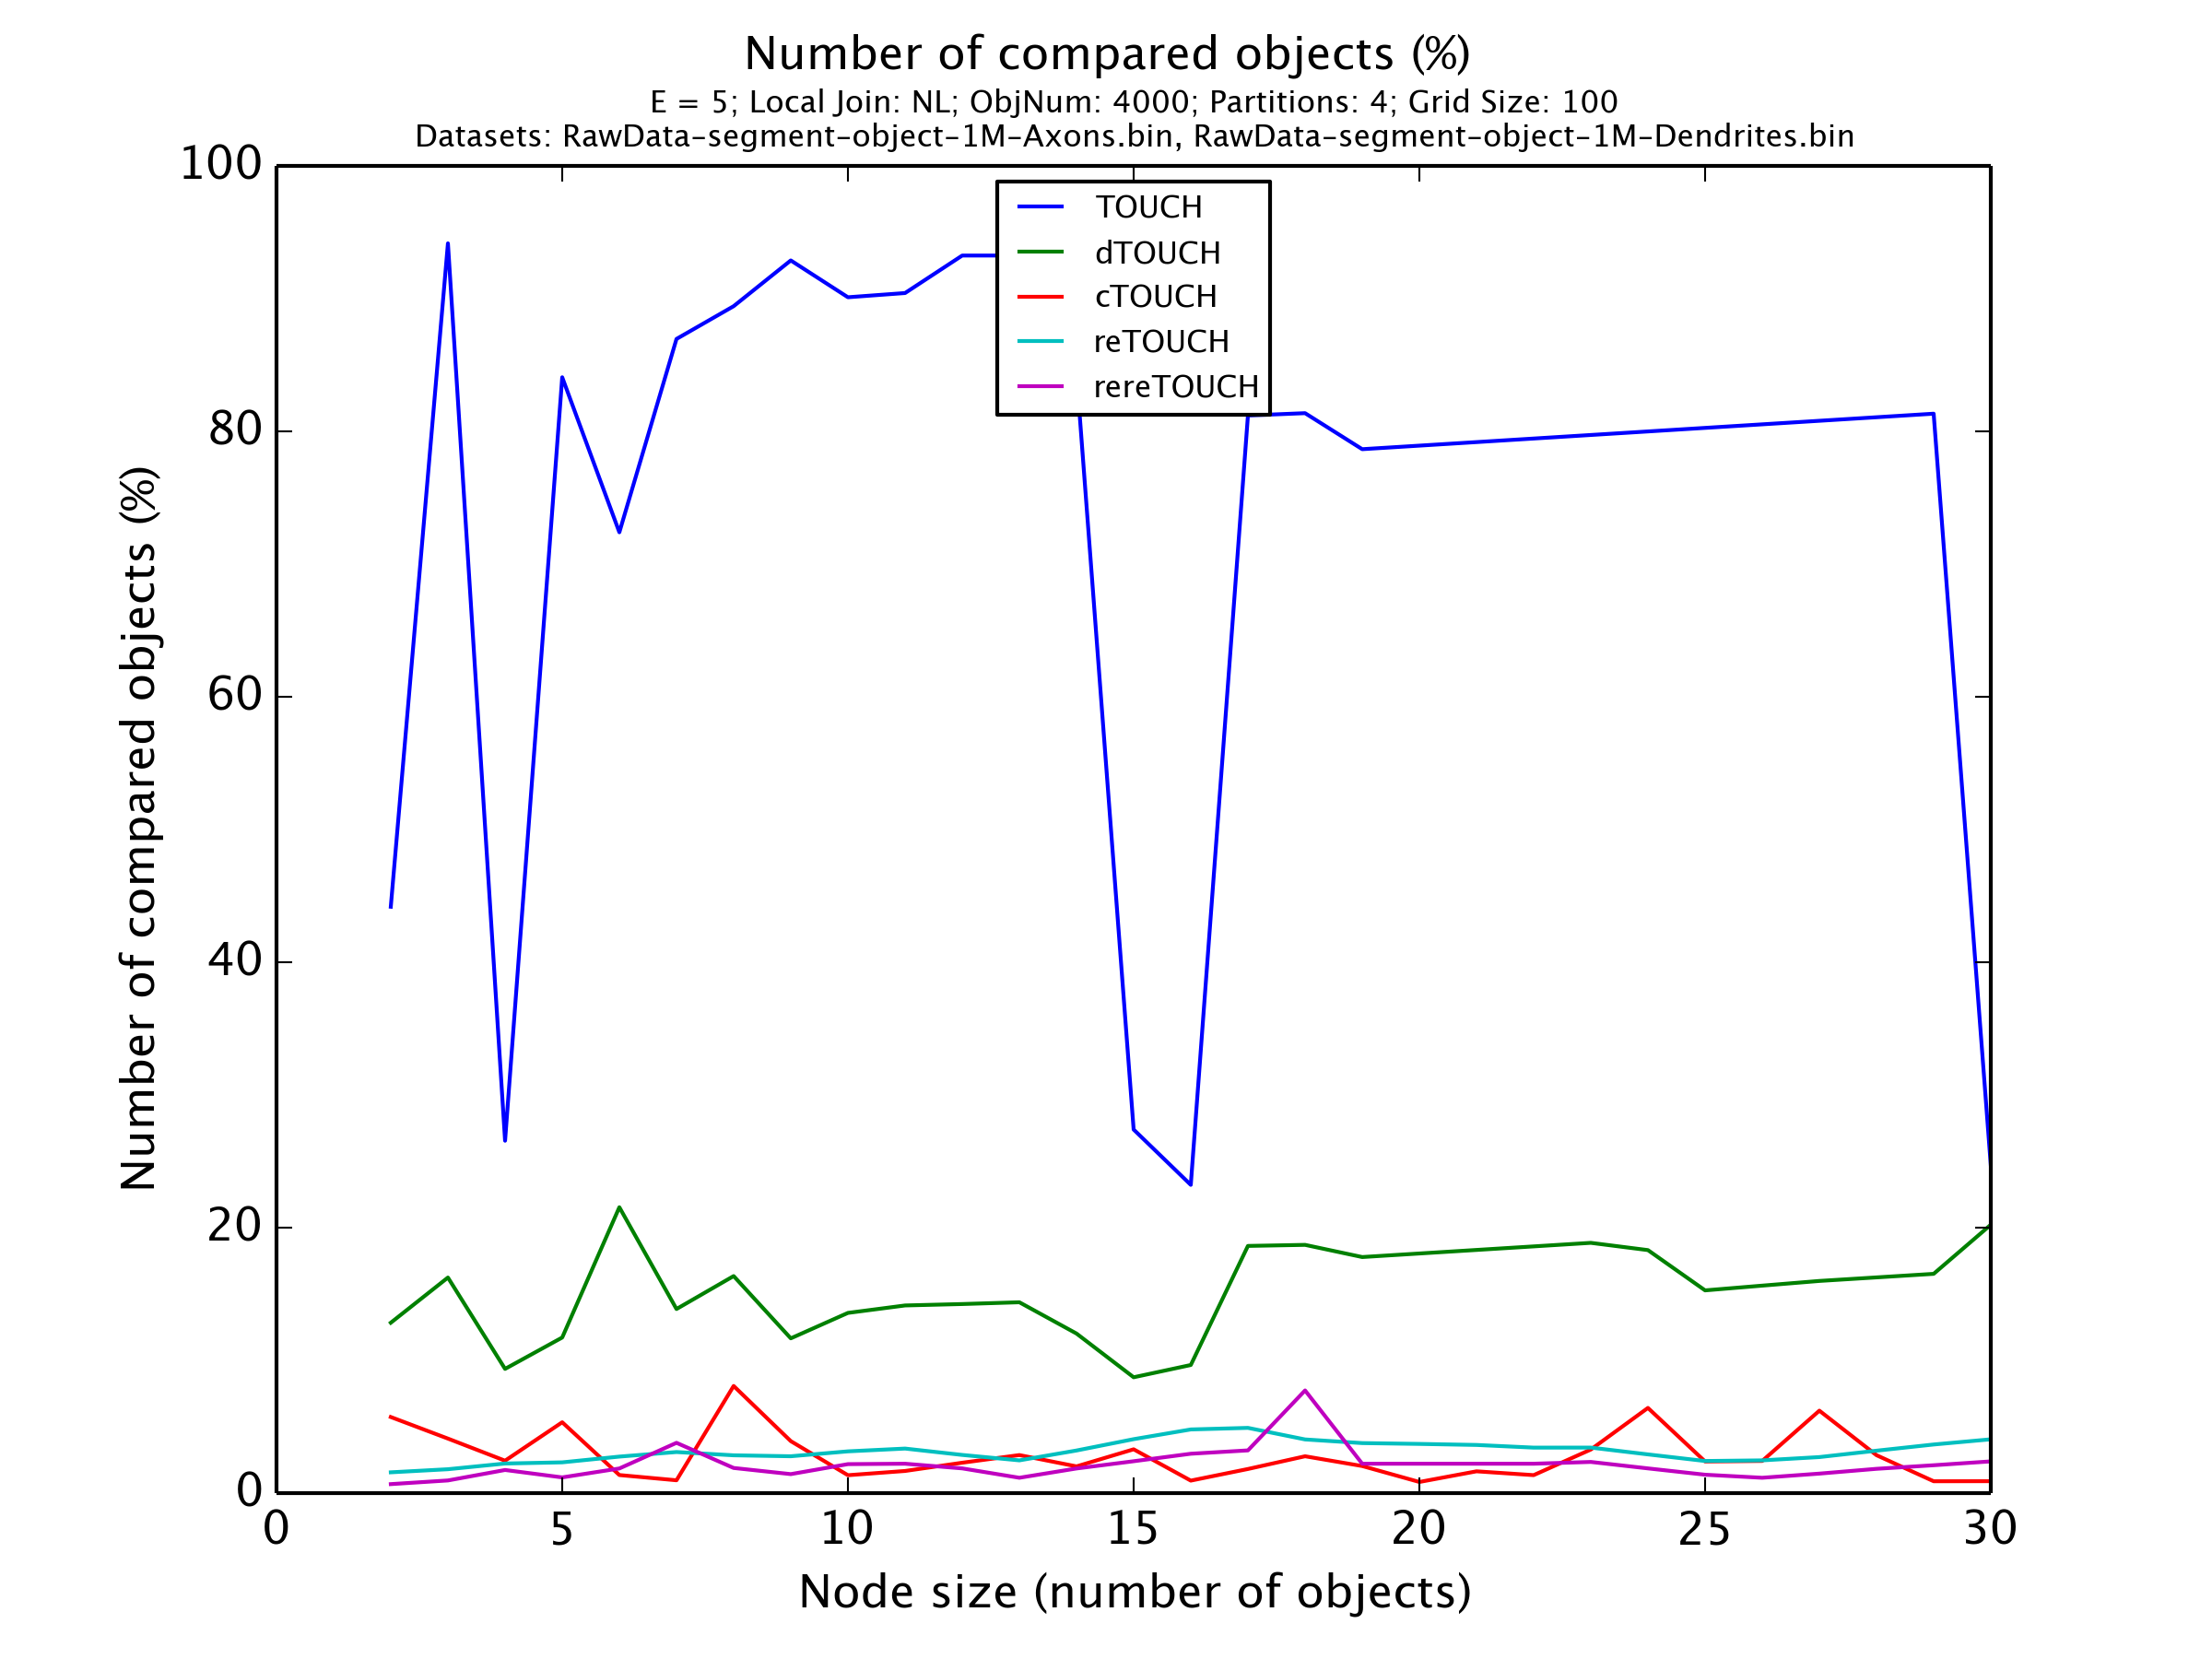 Number of compared objects (%)
E = 5; Local Join: NL; ObjNum: 4000; Partitions: 4; Grid Size: 100
Datasets: RawData-segment-object-1M-Axons.bin, RawData-segment-object-1M-Dendrites.bin
TOUCH
dTOUCH
cTOUCH
reTOUCH
rereTOUCH
Number of compared objects (%)
100
80
60
40
20
0
0 5 10 15 20 25 30
Node size (number of objects)